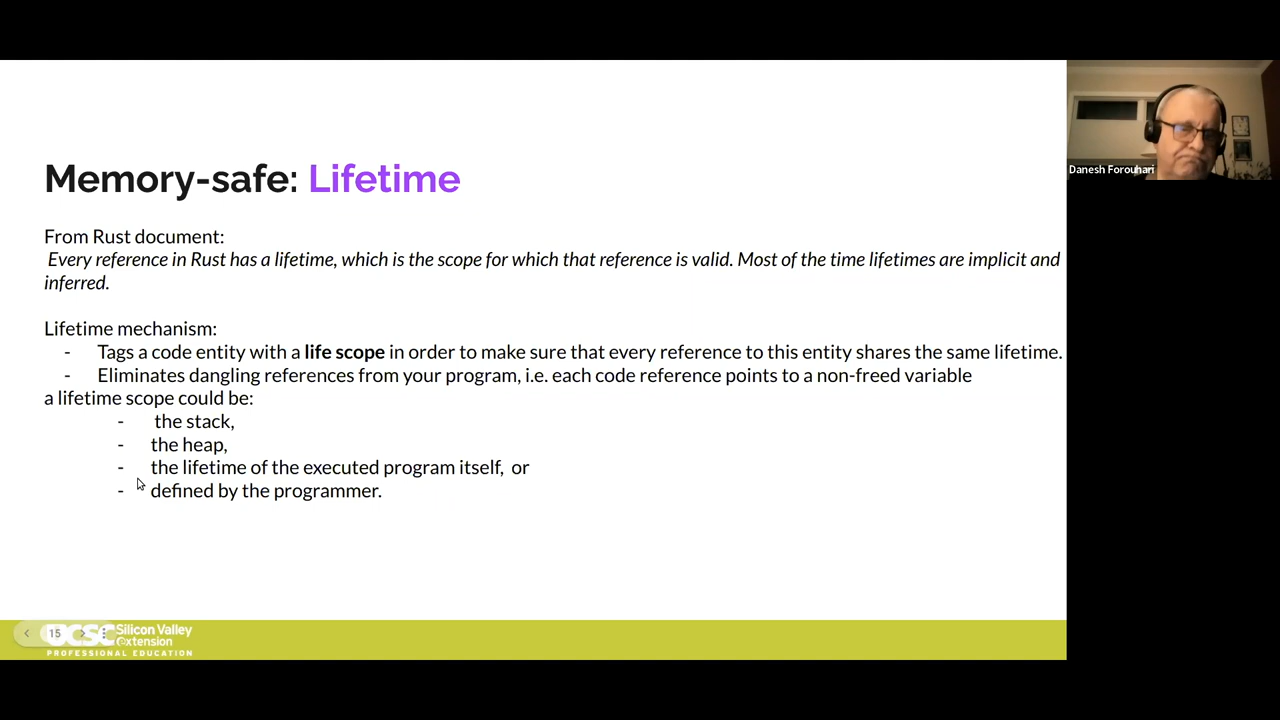 Memory-safe: Lifetime
From Rust document:
Every reference in Rust has a lifetime, which is the scope for which that reference is valid. Most of the time lifetimes are implicit and
inferred.
Lifetime mechanism:
- Tags a code entity with a life scope in order to make sure that every reference to this entity shares the same lifetime.
- Eliminates dangling references from your program, i.e. each code reference points to a non-freed variable
a lifetime scope could be:
- the stack,
- the heap,
- the lifetime of the executed program itself, or
- defined by the programmer.
Danesh Forouhari
15
UCSC Silicon Valley
extension
PROFESSIONAL EDUCATION